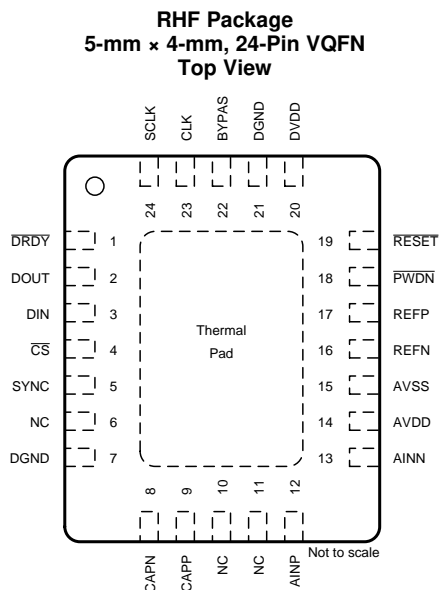 RHF Package
5-mm × 4-mm, 24-Pin VQFN
Top View
SCLK
CLK
BYPAS
DGND
DVDD
24
23
22
21
20
DRDY 1
DOUT 2
DIN 3
CS 4
SYNC 5
NC 6
DGND 7
Thermal
Pad
19 RESET
18 PWDN
17 REFP
16 REFN
15 AVSS
14 AVDD
13 AINN
8
9
10
11
12
CAPN
CAPP
NC
NC
AINP
Not to scale